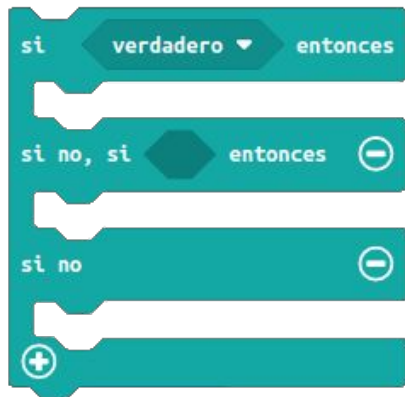 si verdadero entonces
si no, si entonces
si no